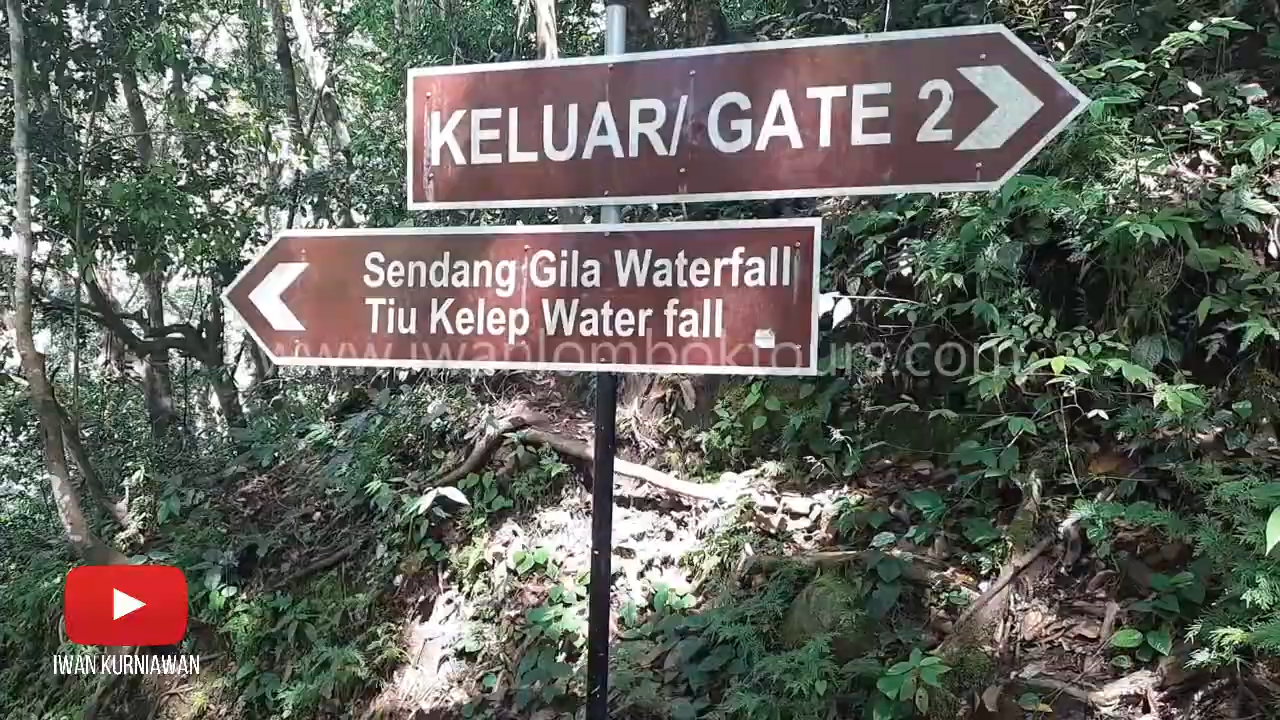 KELUAR/ GATE 2
Sendang Gila Waterfall
Tiu Kelep Water fall
www.iwanlomboktours.com
IWAN KURNIAWAN